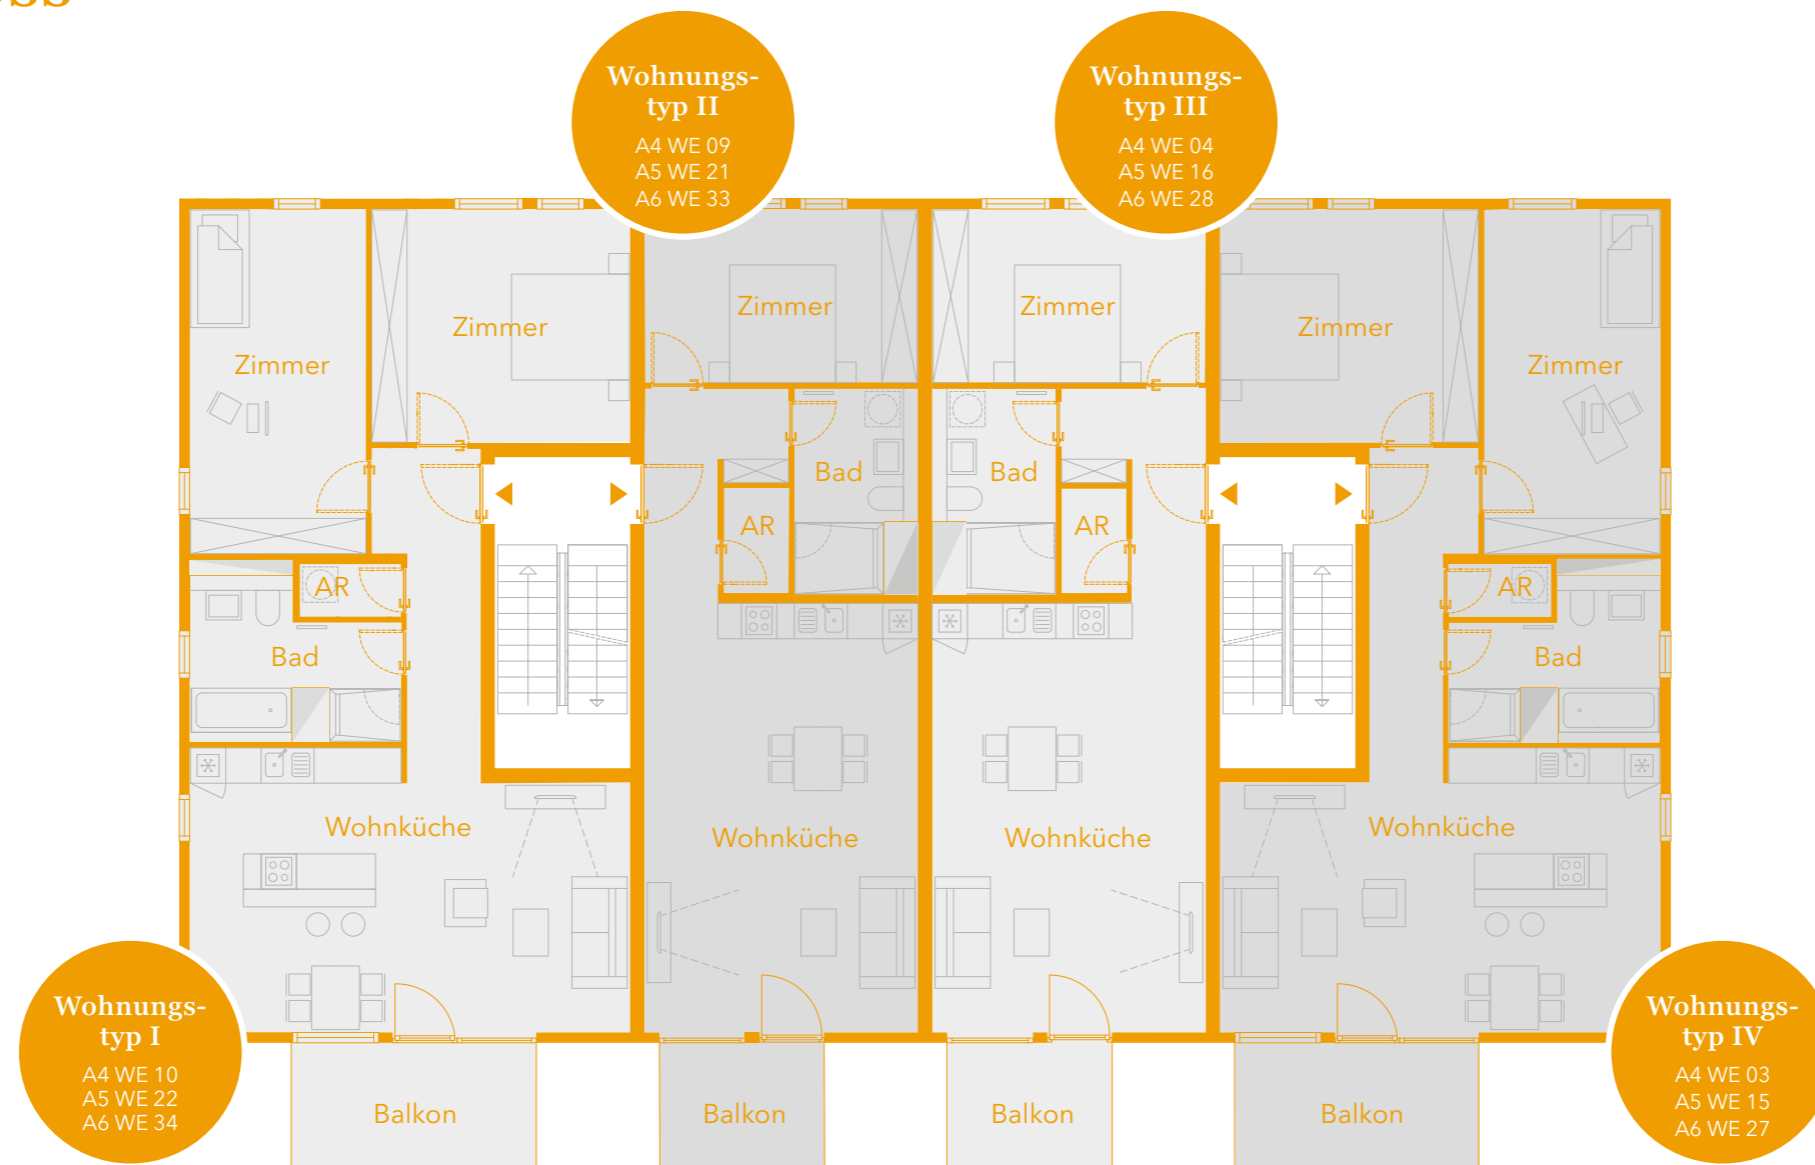 Wohnungs-
typ II
A4 WE 09
A5 WE 21
A6 WE 33
Wohnungs-
typ III
A4 WE 04
A5 WE 16
A6 WE 28
Zimmer
Zimmer
Zimmer
Zimmer
Zimmer
Zimmer
Bad
Bad
AR
AR
AR
AR
Bad
Bad
Wohnküche
Wohnküche
Wohnküche
Wohnküche
Wohnungs-
typ I
A4 WE 10
A5 WE 22
A6 WE 34
Wohnungs-
typ IV
A4 WE 03
A5 WE 15
A6 WE 27
Balkon
Balkon
Balkon
Balkon